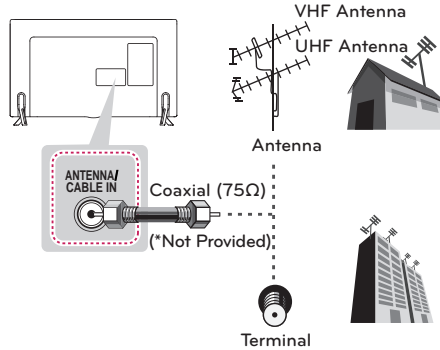 VHF Antenna
UHF Antenna
Antenna
ANTENNA/
CABLE IN
Coaxial (75Ω)
(*Not Provided)
Terminal